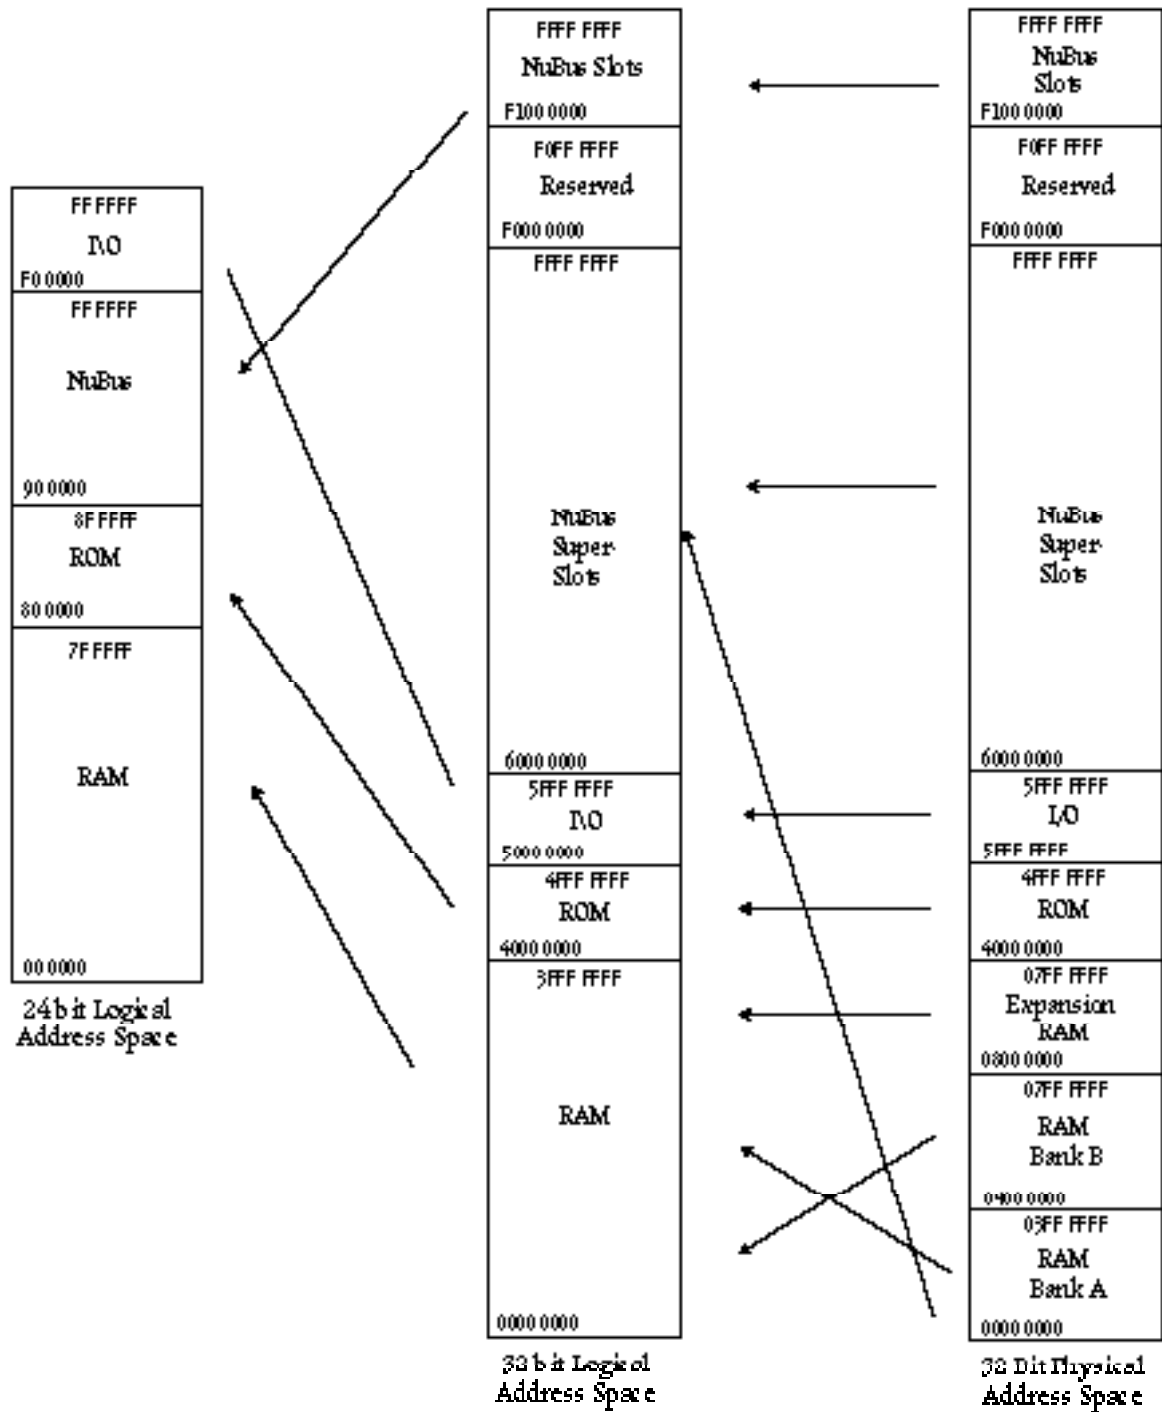 FF FFFF
I\O
F0 0000
FF FFFF
NuBus
90 0000
8F FFFF
ROM
80 0000
7F FFFF
RAM
00 0000
24 bit Logical
Address Space
FFFF FFFF
NuBus Slots
F100 0000
F0FF FFFF
Reserved
F000 0000
FFFF FFFF
NuBus
Super
Slots
6000 0000
5FFF FFFF
I\O
5000 0000
4FFF FFFF
ROM
4000 0000
3FFF FFFF
RAM
0000 0000
32 bit Logical
Address Space
FFFF FFFF
NuBus
Slots
F100 0000
F0FF FFFF
Reserved
F000 0000
FFFF FFFF
NuBus
Super
Slots
6000 0000
5FFF FFFF
I/O
5FFF FFFF
4FFF FFFF
ROM
4000 0000
07FF FFFF
Expansion
RAM
0800 0000
07FF FFFF
RAM
Bank B
0400 0000
03FF FFFF
RAM
Bank A
0000 0000
32 Bit Physical
Address Space